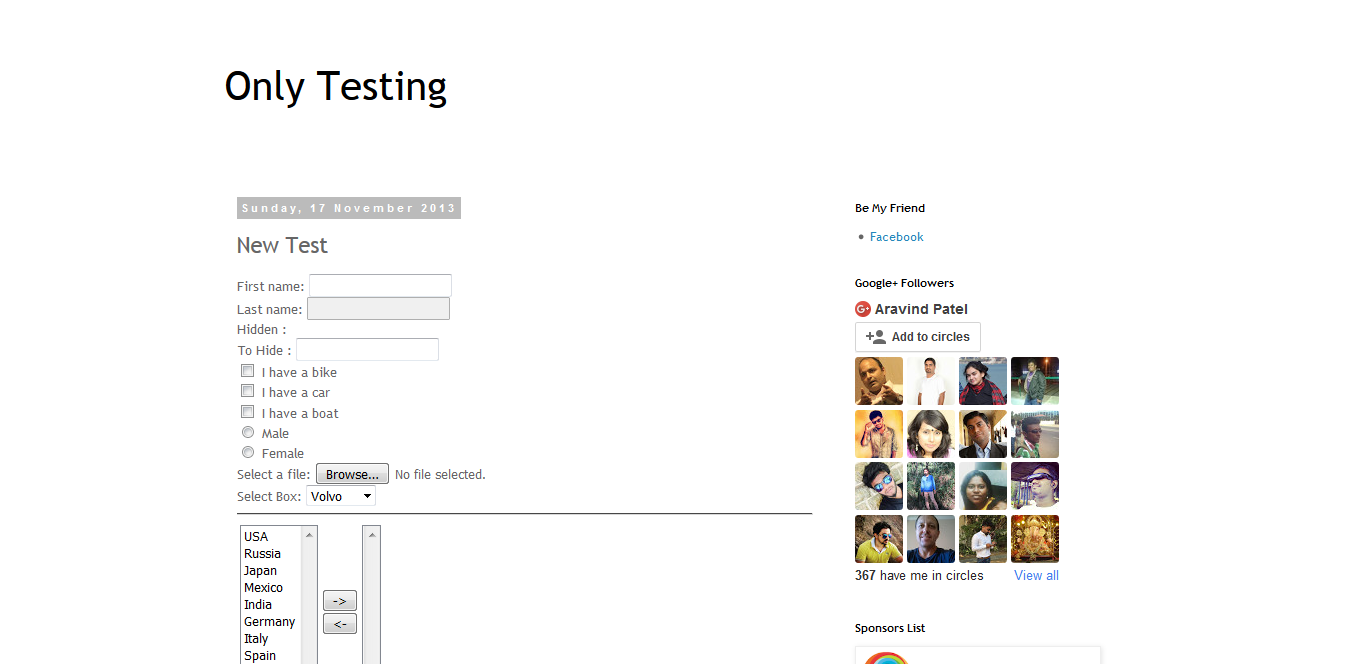 Only Testing
Sunday, 17 November 2013
New Test
First name:
Last name:
Hidden :
To Hide :
I have a bike
I have a car
I have a boat
Male
Female
Select a file: Browse... No file selected.
Select Box: Volvo
USA
Russia
Japan
Mexico
India
Germany
Italy
Spain
->
<-
Be My Friend
Facebook
Google+ Followers
G+ Aravind Patel
Add to circles
367 have me in circles View all
Sponsors List